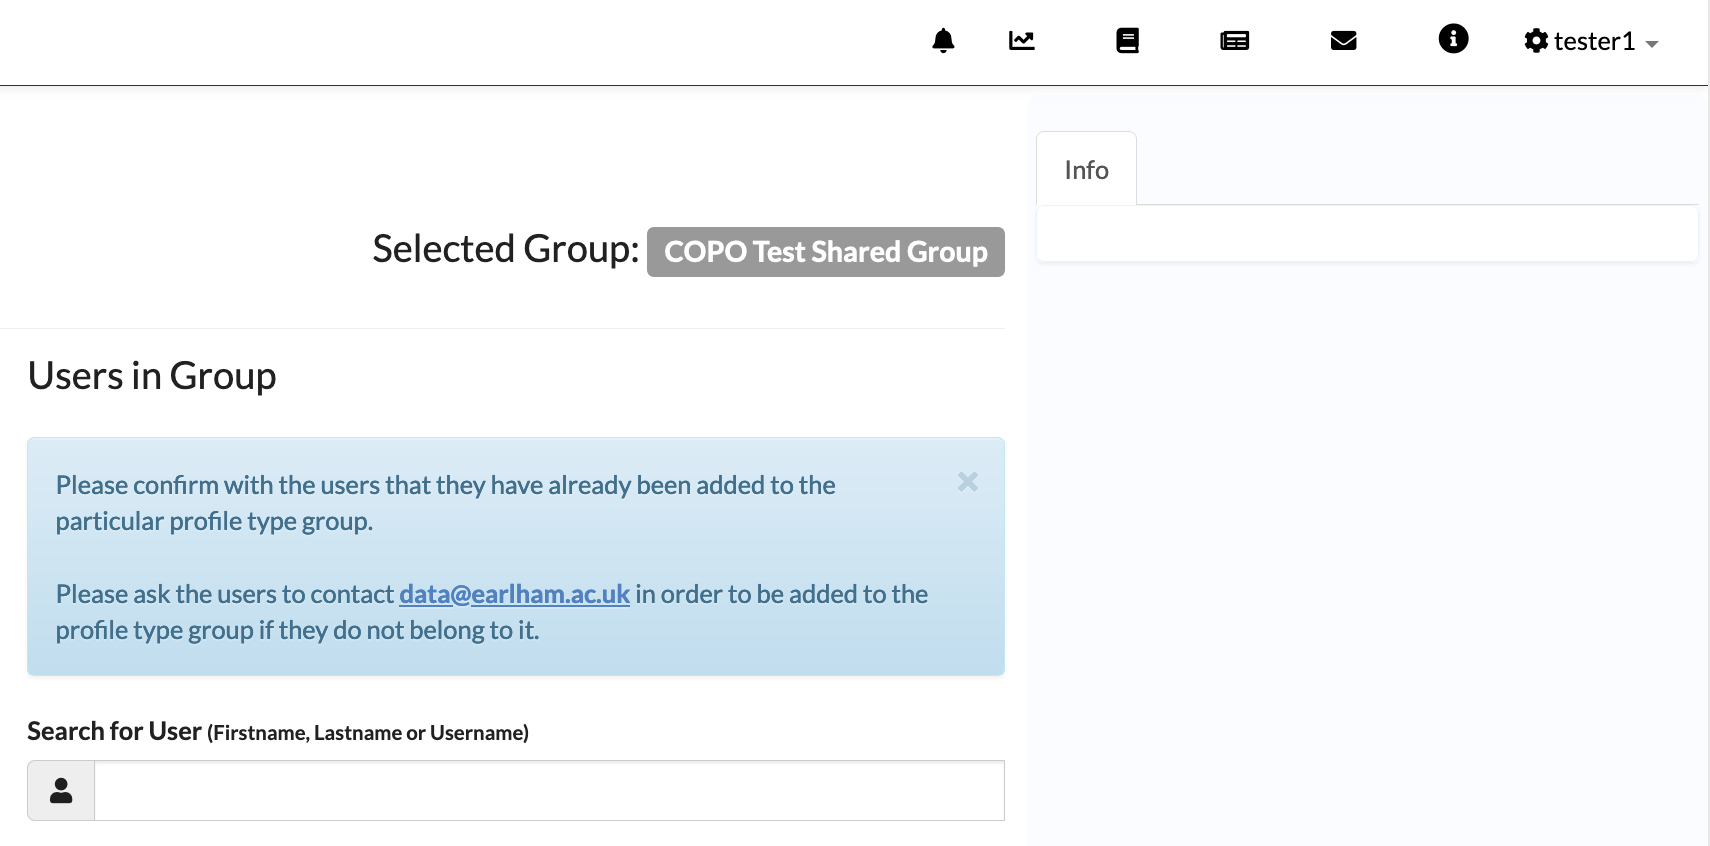 tester1
Info
Selected Group: COPO Test Shared Group
Users in Group
Please confirm with the users that they have already been added to the
particular profile type group.
Please ask the users to contact data@earlham.ac.uk in order to be added to the
profile type group if they do not belong to it.
Search for User (Firstname, Lastname or Username)